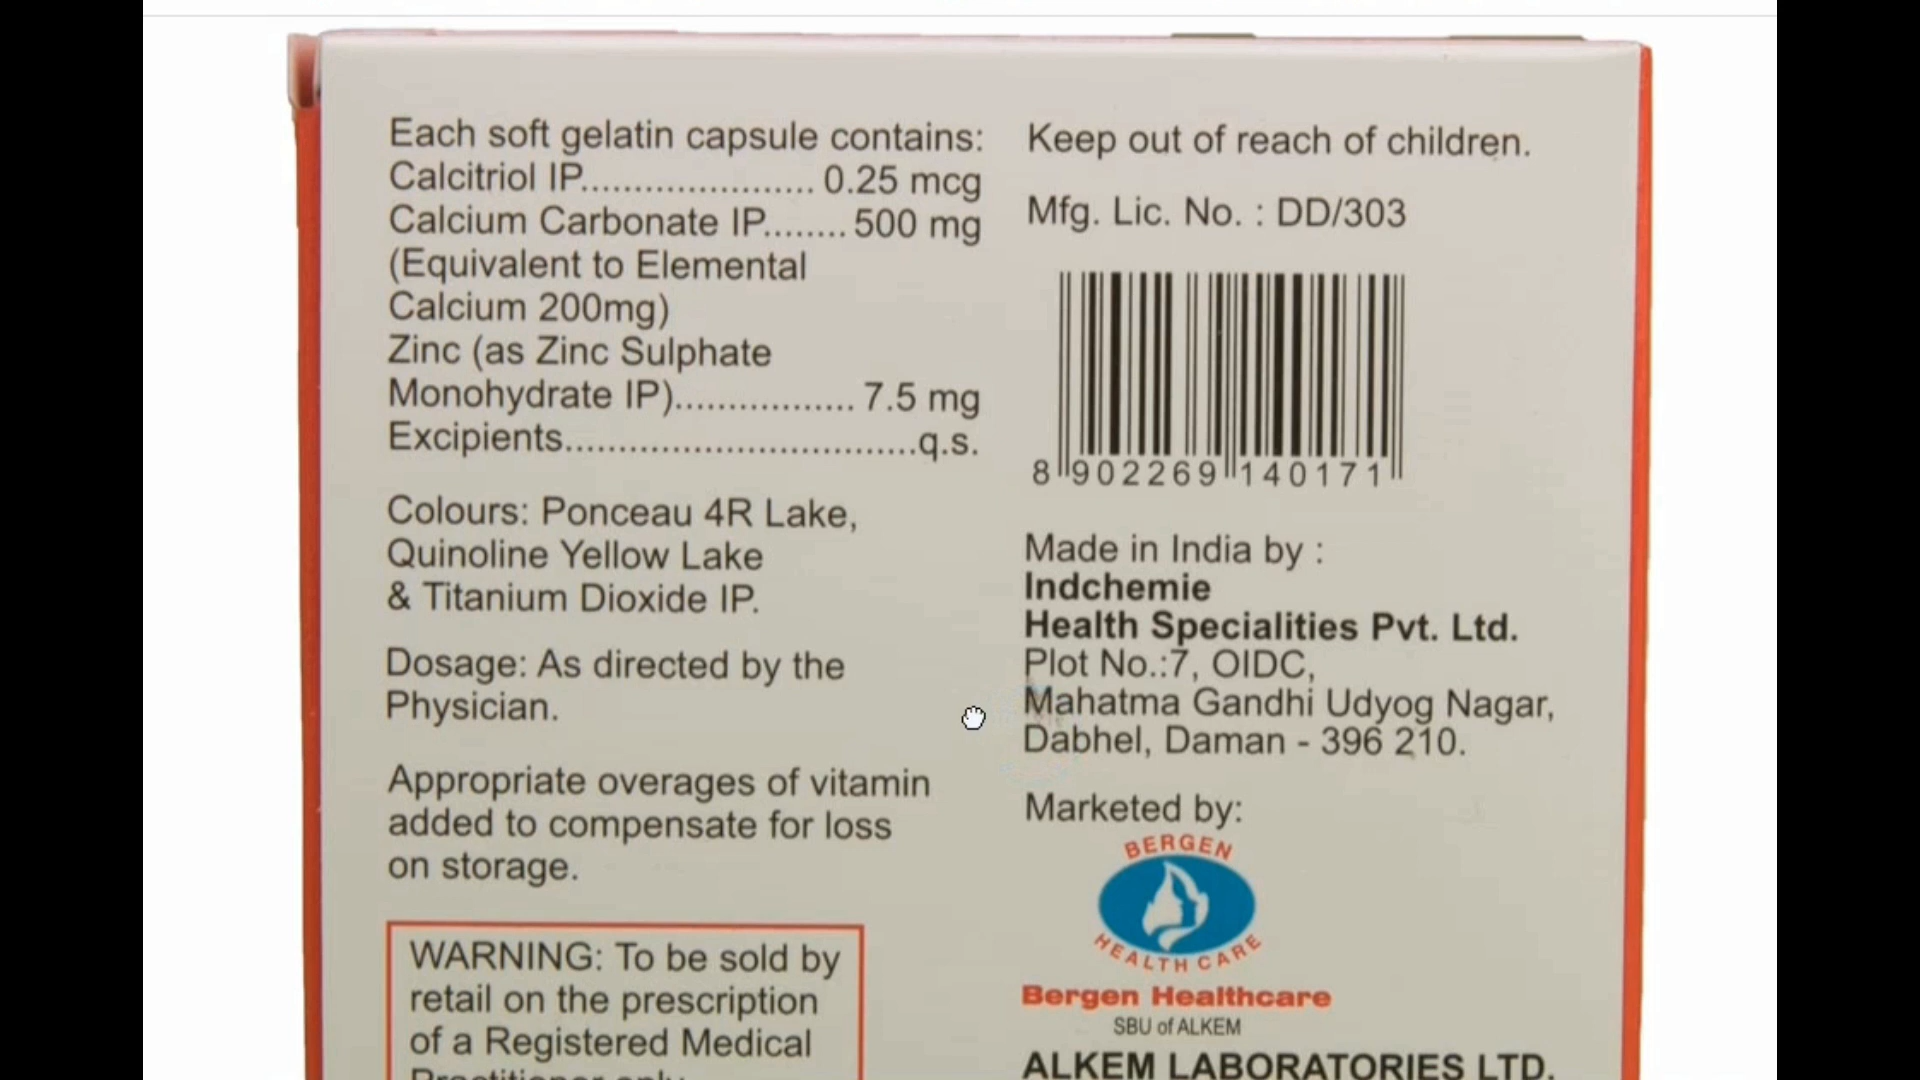 Each soft gelatin capsule contains:
Calcitriol IP...................... 0.25 mcg
Calcium Carbonate IP........ 500 mg
(Equivalent to Elemental
Calcium 200mg)
Zinc (as Zinc Sulphate
Monohydrate IP)................. 7.5 mg
Excipients..................................q.s.
Colours: Ponceau 4R Lake,
Quinoline Yellow Lake
& Titanium Dioxide IP.
Dosage: As directed by the
Physician.
Appropriate overages of vitamin
added to compensate for loss
on storage.
WARNING: To be sold by
retail on the prescription
of a Registered Medical
Practitioner only.
Keep out of reach of children.
Mfg. Lic. No. : DD/303
8 902269 140171
Made in India by :
Indchemie
Health Specialities Pvt. Ltd.
Plot No.:7, OIDC,
Mahatma Gandhi Udyog Nagar,
Dabhel, Daman - 396 210.
Marketed by:
BERGEN
HEALTH CARE
Bergen Healthcare
SBU of ALKEM
ALKEM LABORATORIES LTD.